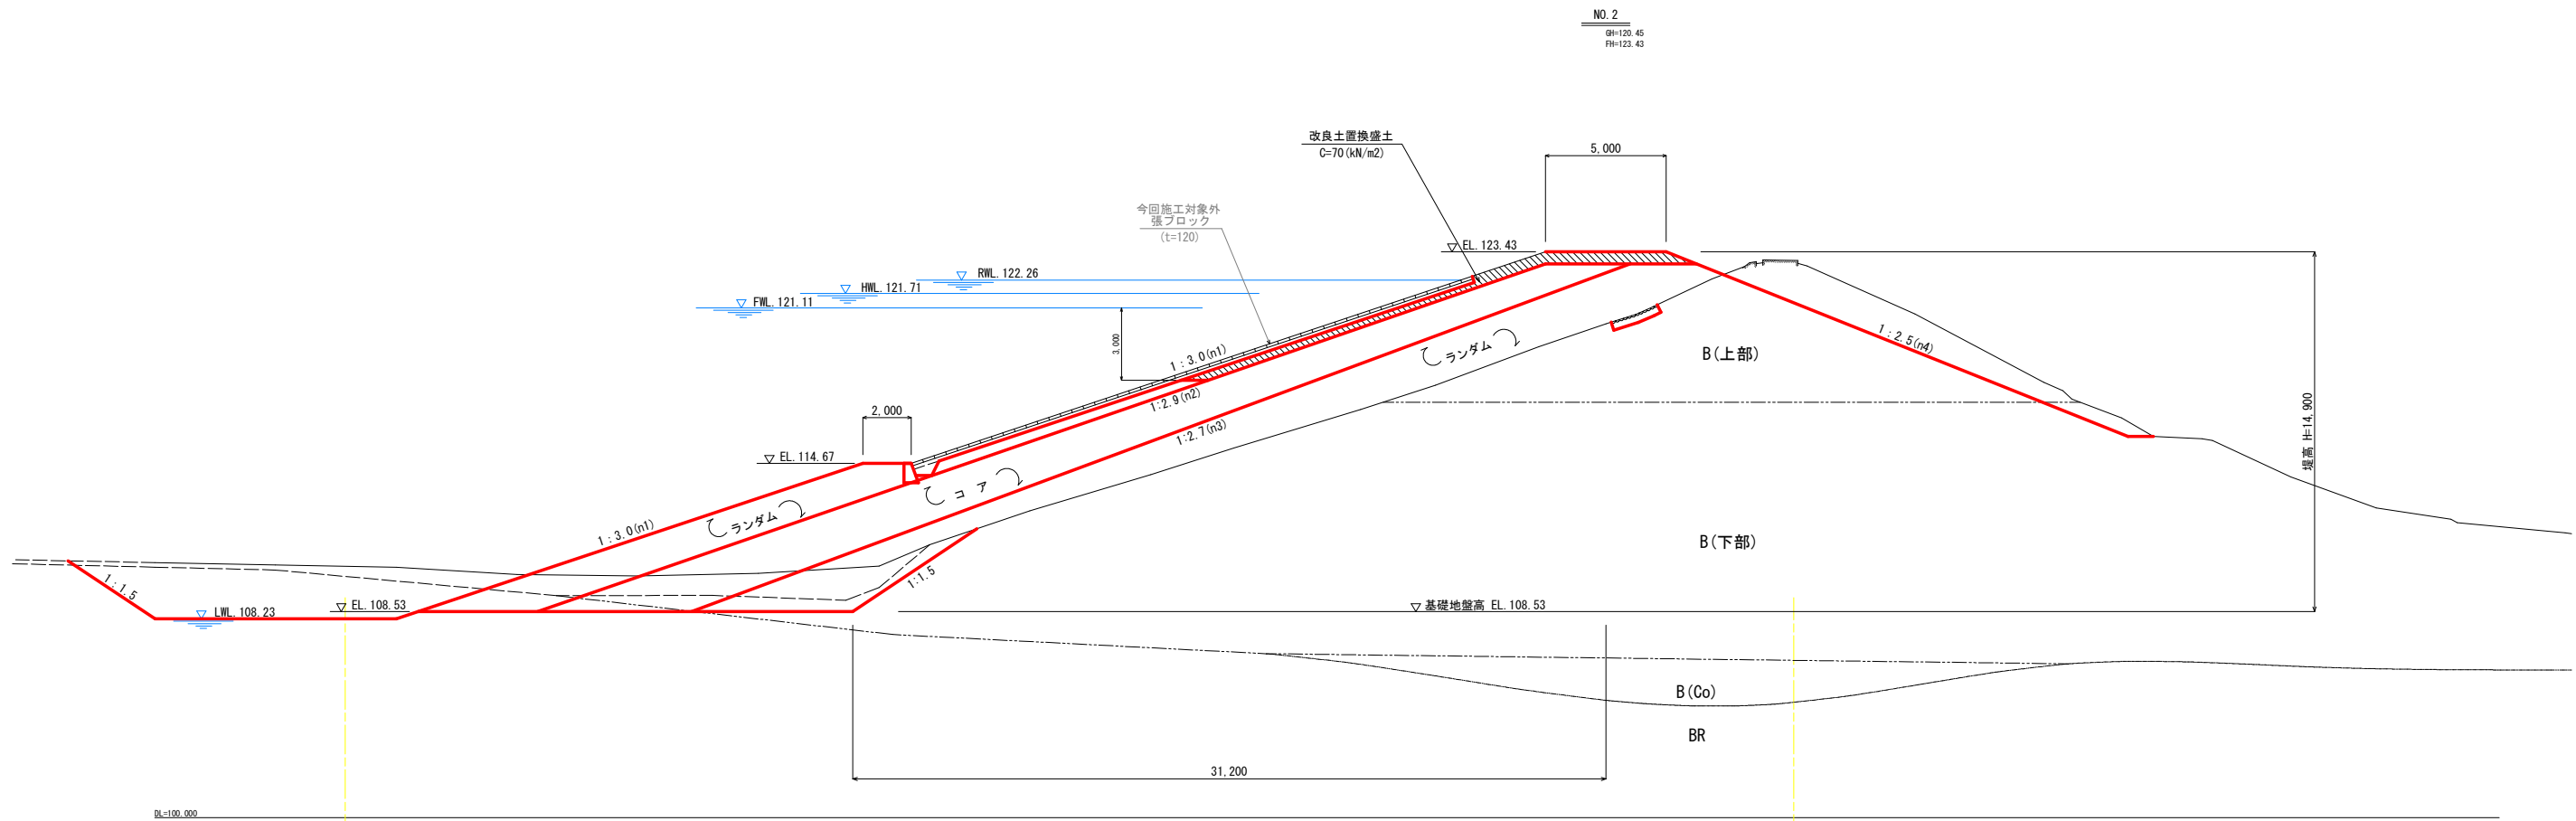 NO.2
GH=120.45
FH=123.43
改良土置換盛土
C=70(kN/m2)
5,000
今回施工対象外
張ブロック
(t=120)
EL.123.43
RWL.122.26
HWL.121.71
FWL.121.11
3,000
1:3.0(n1)
ランダム
B(上部)
1:2.5(n4)
1:2.9(n2)
2,000
1:2.7(n3)
堤高 H=14,900
EL.114.67
コ ア
ランダム
1:3.0(n1)
B(下部)
1:1.5
1:1.5
LWL.108.23
EL.108.53
基礎地盤高 EL.108.53
B(Co)
BR
31,200
DL=100.000